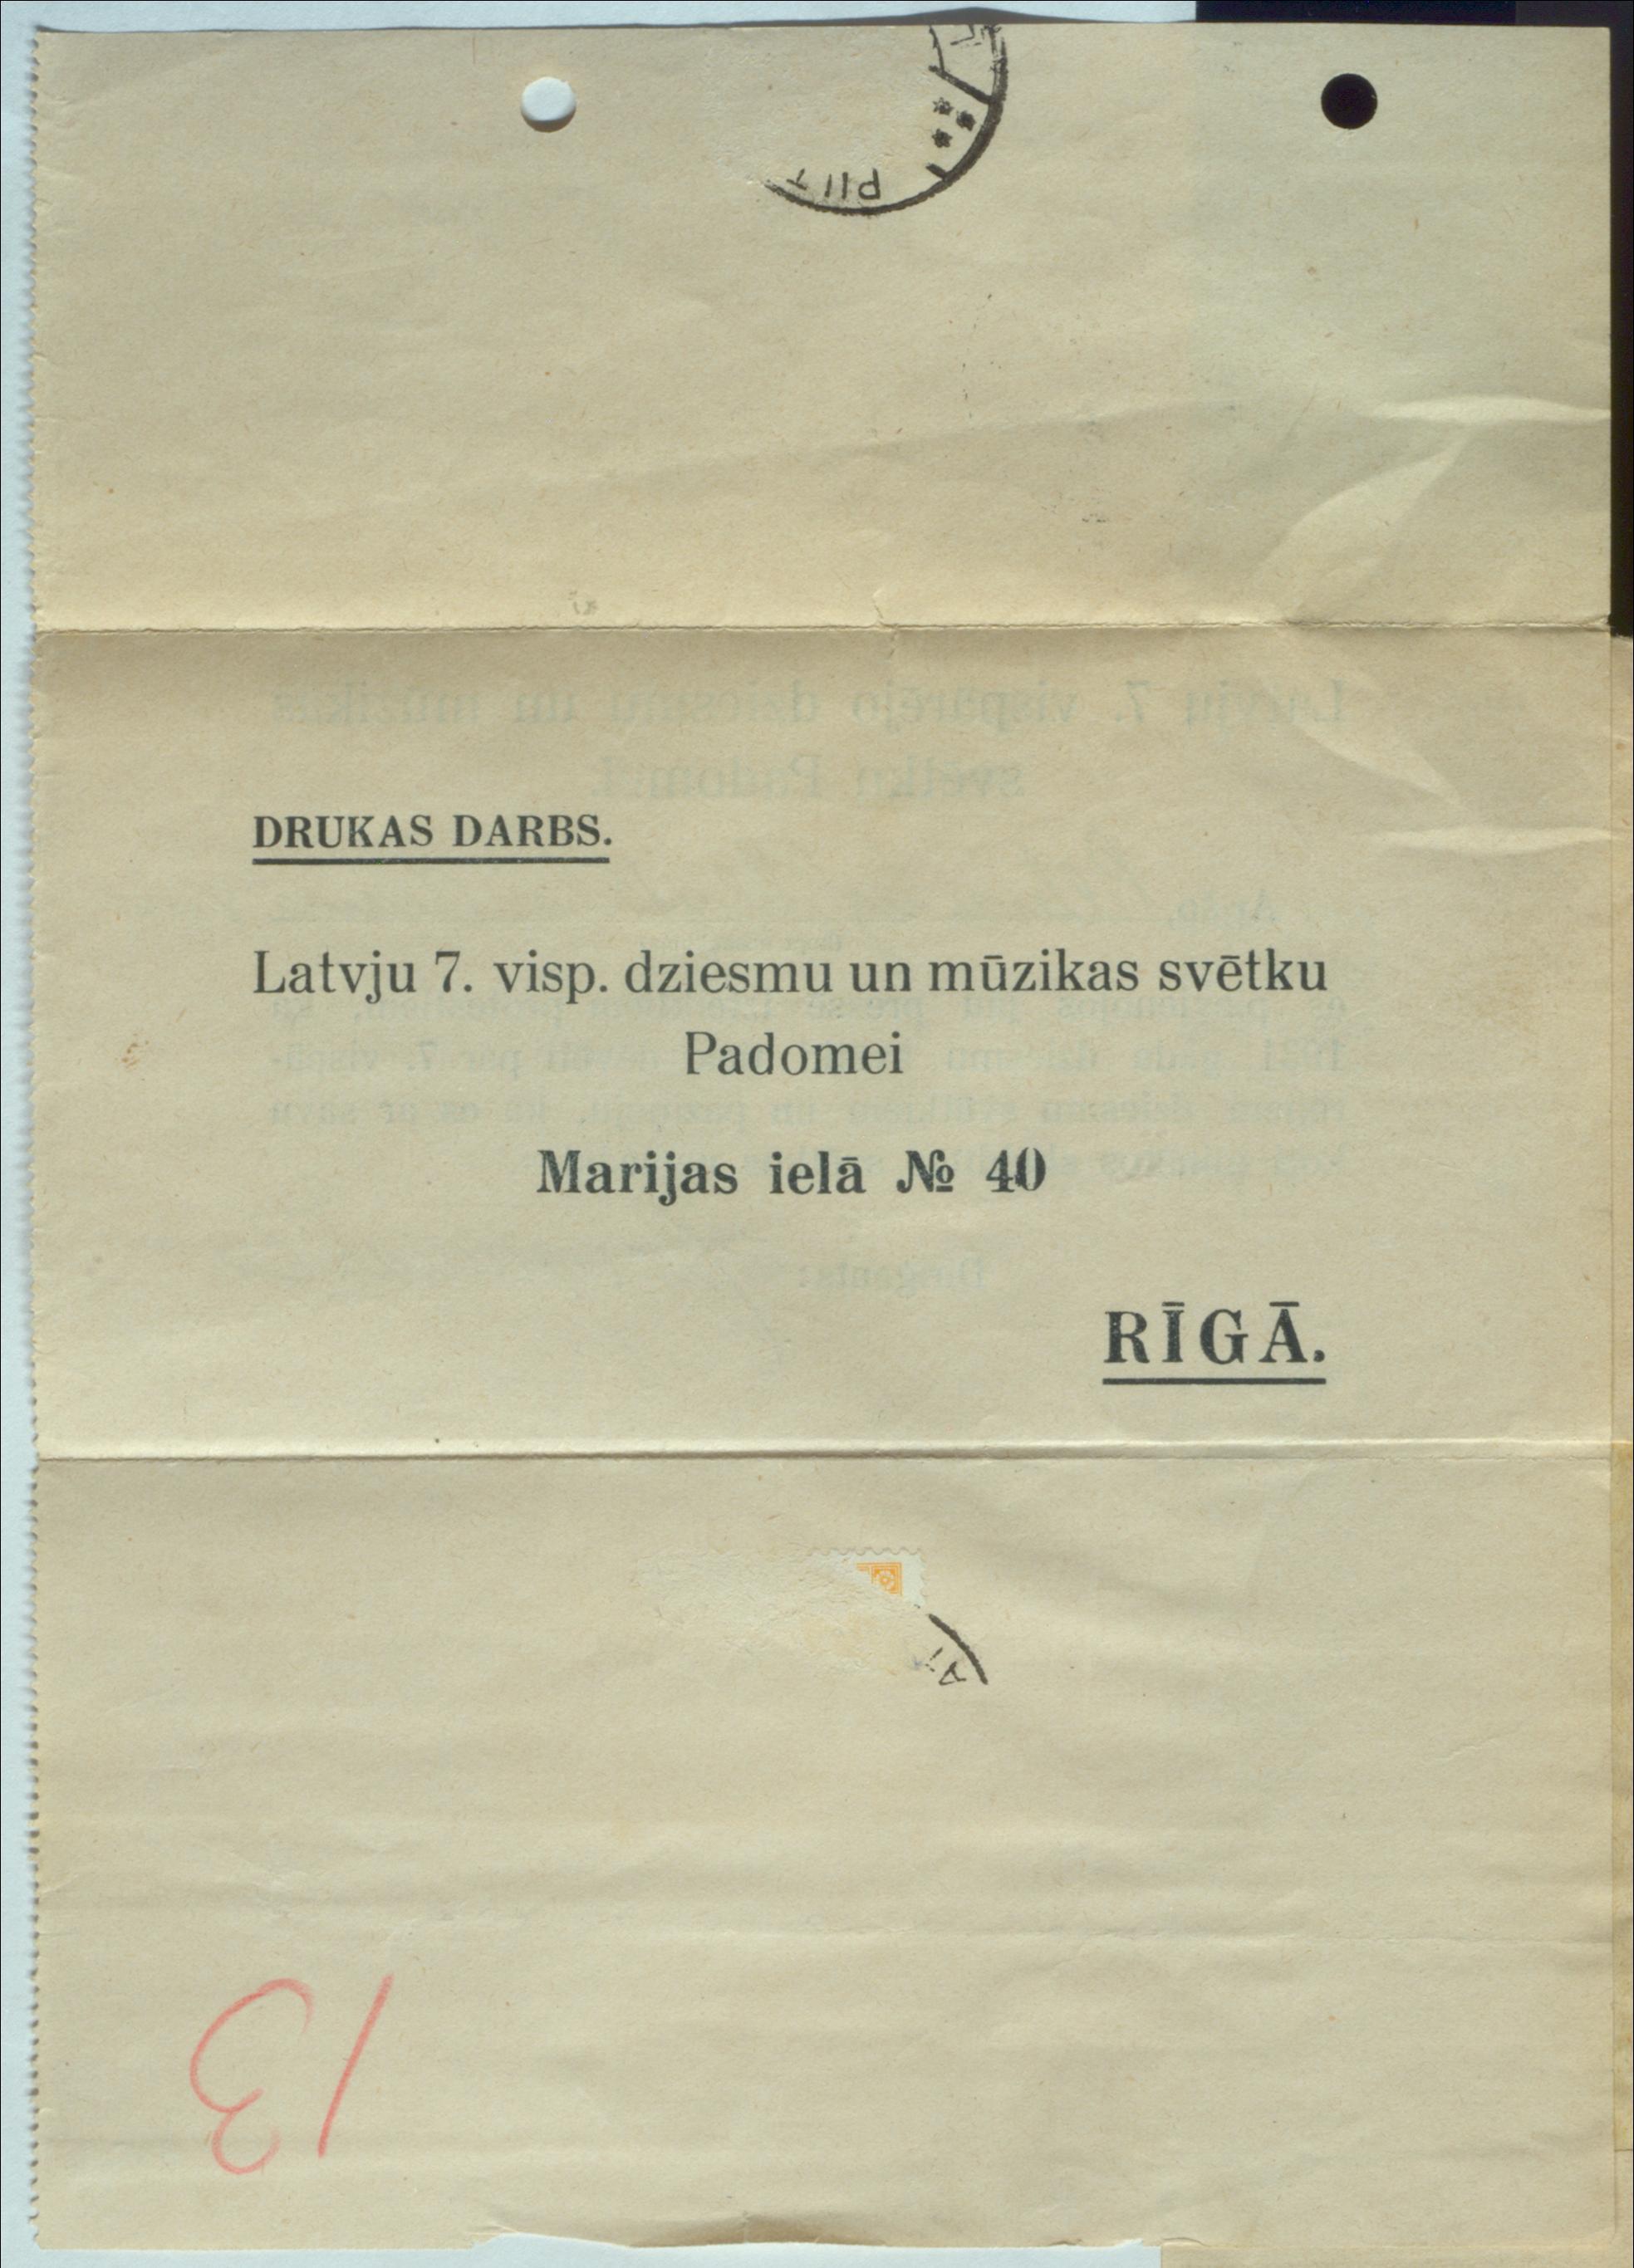 DRUKAS DARBS.
Latvju 7. visp. dziesmu un mūzikas svētku
Padomei
Marijas ielā № 40
RĪGĀ.
13